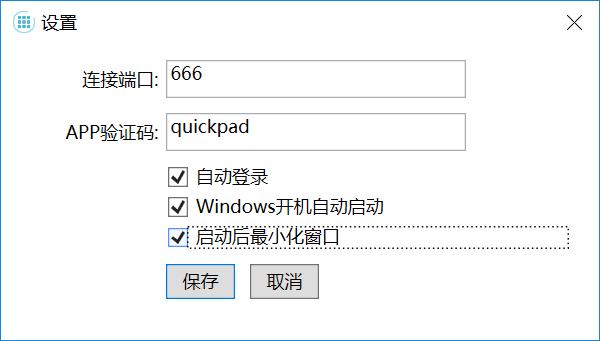 设置
连接端口: 666
APP验证码: quickpad
自动登录
Windows开机自动启动
启动后最小化窗口
保存 取消